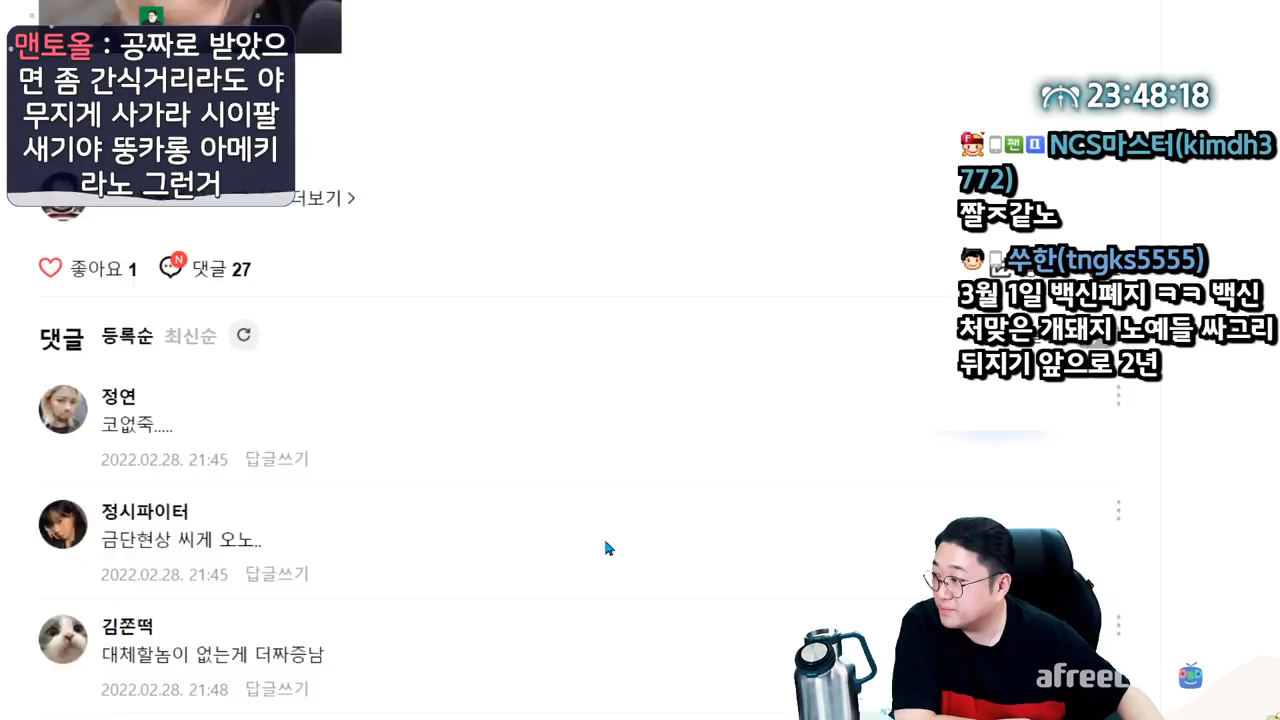 맨토올 : 공짜로 받았으
면 좀 간식거리라도 야
무지게 사가라 시이팔
새기야 뚱카롱 아메키
라노 그런거
더보기 >
좋아요 1 댓글 27
N
댓글 등록순 최신순
정연
코없죽.....
2022.02.28. 21:45 답글쓰기
정시파이터
금단현상 씨게 오노..
2022.02.28. 21:45 답글쓰기
김쫀떡
대체할놈이 없는게 더짜증남
2022.02.28. 21:48 답글쓰기
23:48:18
팬 NCS마스터(kimdh3
772)
짤ㅈ같노
쑤한(tngks5555)
3월 1일 백신폐지 ㅋㅋ 백신
처맞은 개돼지 노예들 싸그리
뒤지기 앞으로 2년
afreec